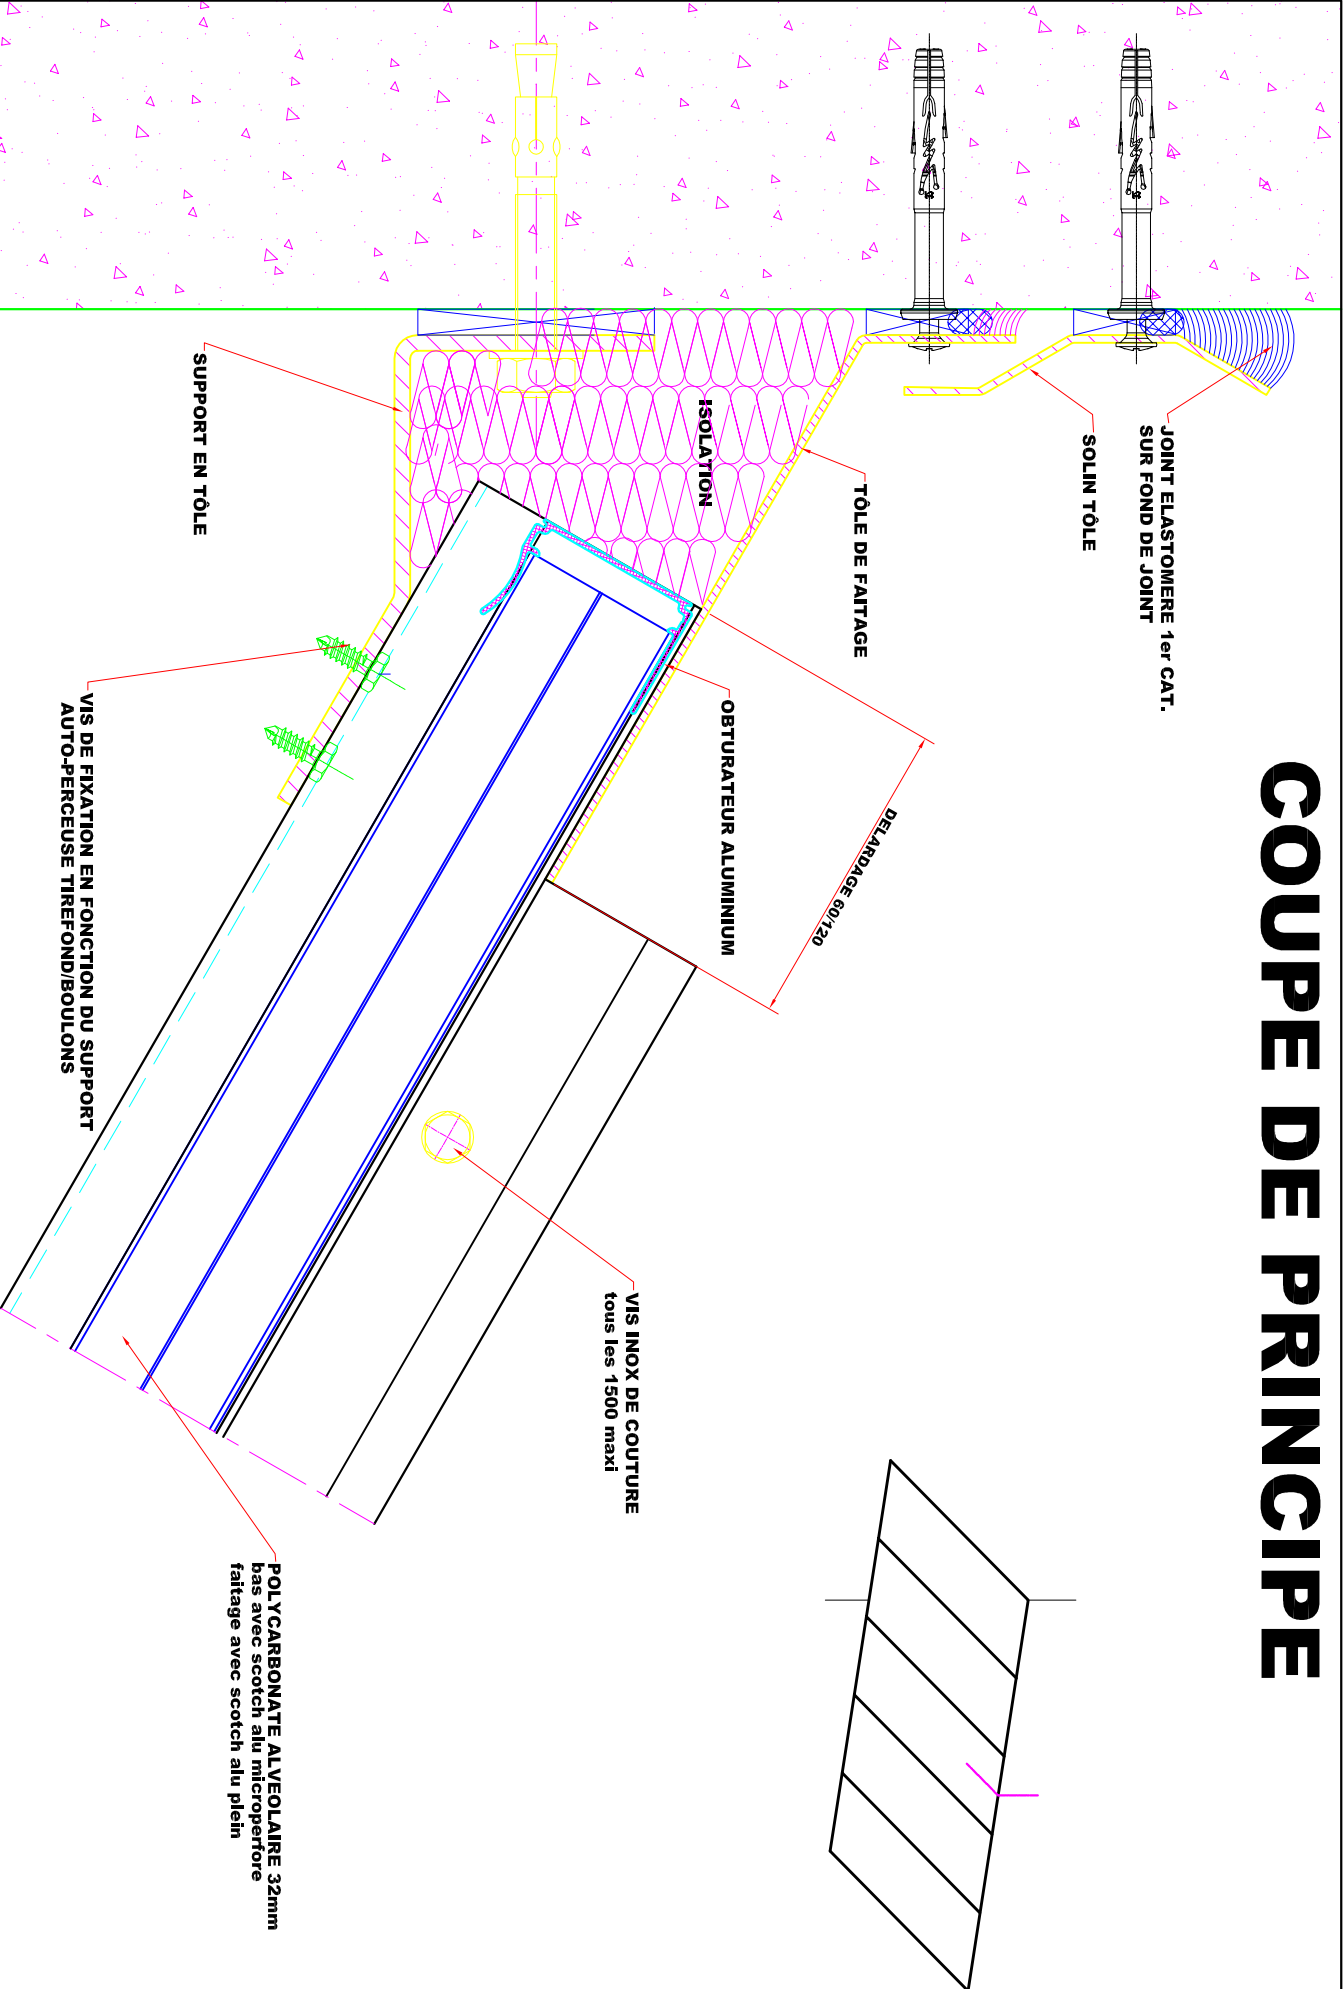 COUPE DE PRINCIPE
JOINT ELASTOMERE 1er CAT.
SUR FOND DE JOINT
SOLIN TÔLE
TÔLE DE FAITAGE
ISOLATION
SUPPORT EN TÔLE
OBTURATEUR ALUMINIUM
DELARDAGE 60/120
VIS DE FIXATION EN FONCTION DU SUPPORT
AUTO-PERCEUSE TIREFOND/BOULONS
VIS INOX DE COUTURE
tous les 1500 maxi
POLYCARBONATE ALVEOLAIRE 32mm
bas avec scotch alu microperfore
faitage avec scotch alu plein